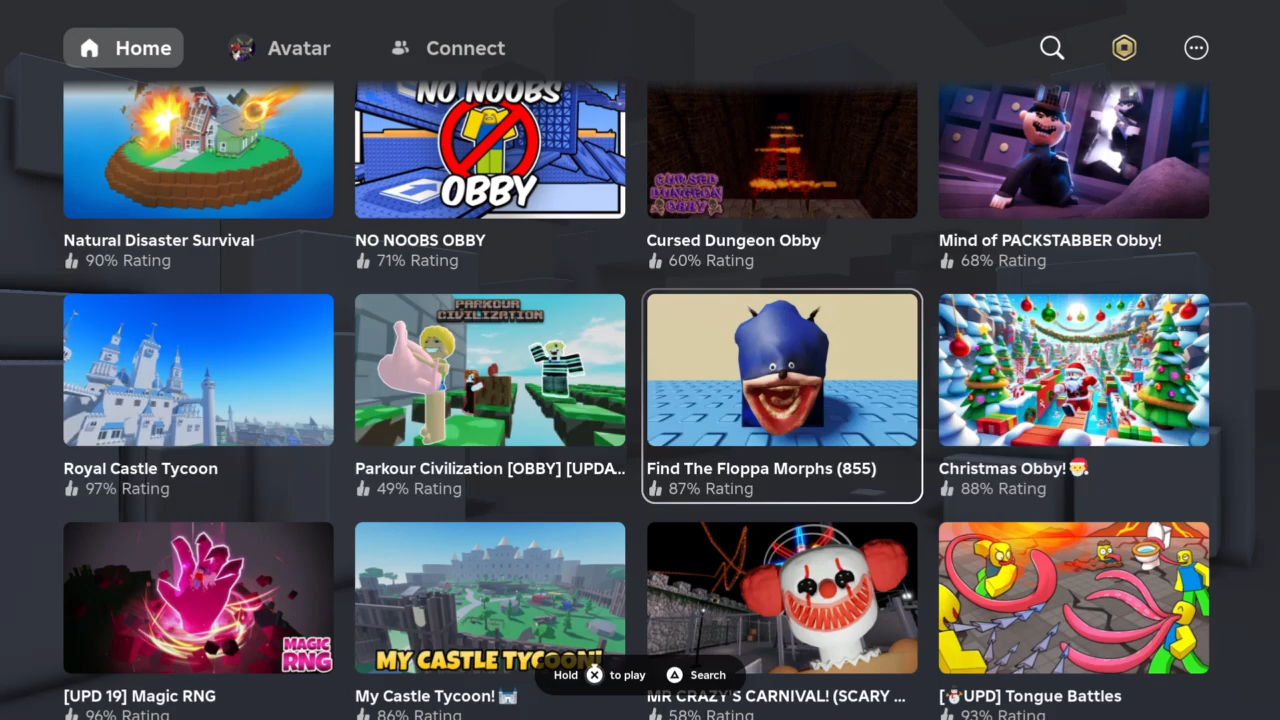 Home
Avatar
Connect
NO NOOBS
OBBY
CURSED
DUNGEON
OBBY
Natural Disaster Survival
90% Rating
NO NOOBS OBBY
71% Rating
Cursed Dungeon Obby
60% Rating
Mind of PACKSTABBER Obby!
68% Rating
PARKOUR
CIVILIZATION
Royal Castle Tycoon
97% Rating
Parkour Civilization [OBBY] [UPDA...
49% Rating
Find The Floppa Morphs (855)
87% Rating
Christmas Obby!🎅
88% Rating
MAGIC
RNG
MY CASTLE TYCOON!
Hold X to play
Search
[UPD 19] Magic RNG
96% Rating
My Castle Tycoon! 🏰
86% Rating
MR CRAZY'S CARNIVAL! (SCARY ...
58% Rating
[⛄UPD] Tongue Battles
93% Rating